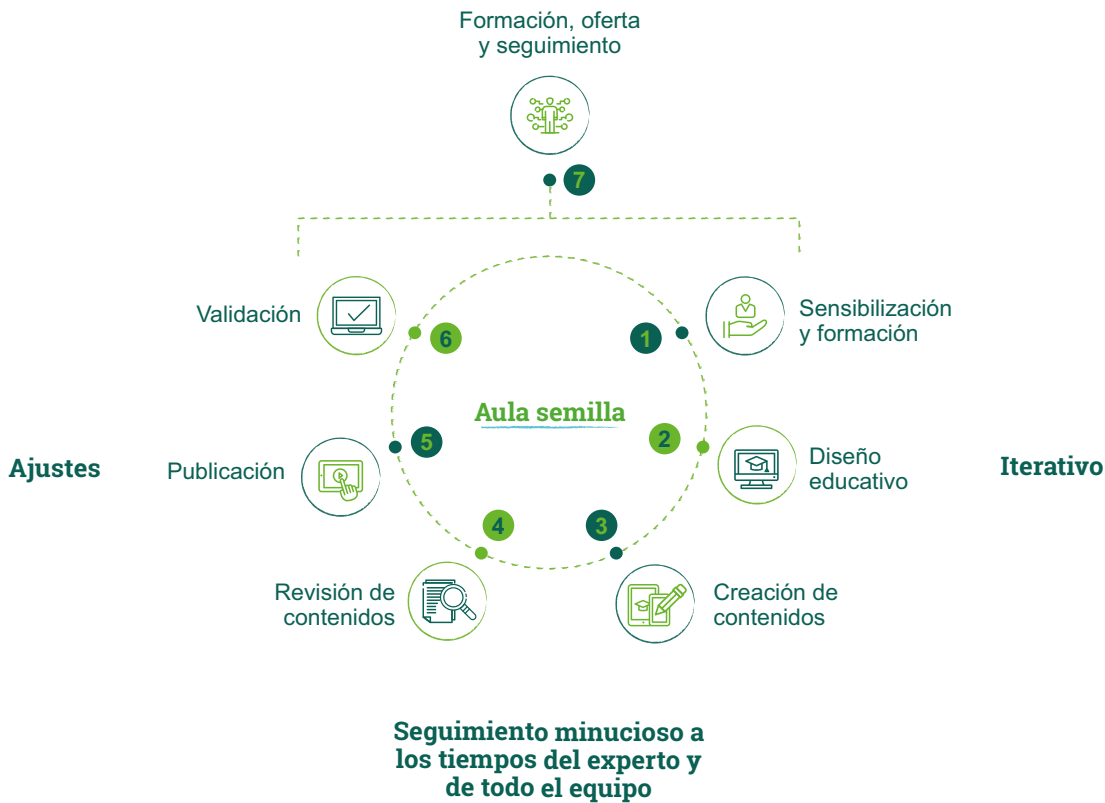 Formación, oferta
y seguimiento
7
Validación
6
1
Sensibilización
y formación
Aula semilla
Ajustes
Publicación
5
2
Diseño
educativo
Iterativo
4
3
Revisión de
contenidos
Creación de
contenidos
Seguimiento minucioso a
los tiempos del experto y
de todo el equipo